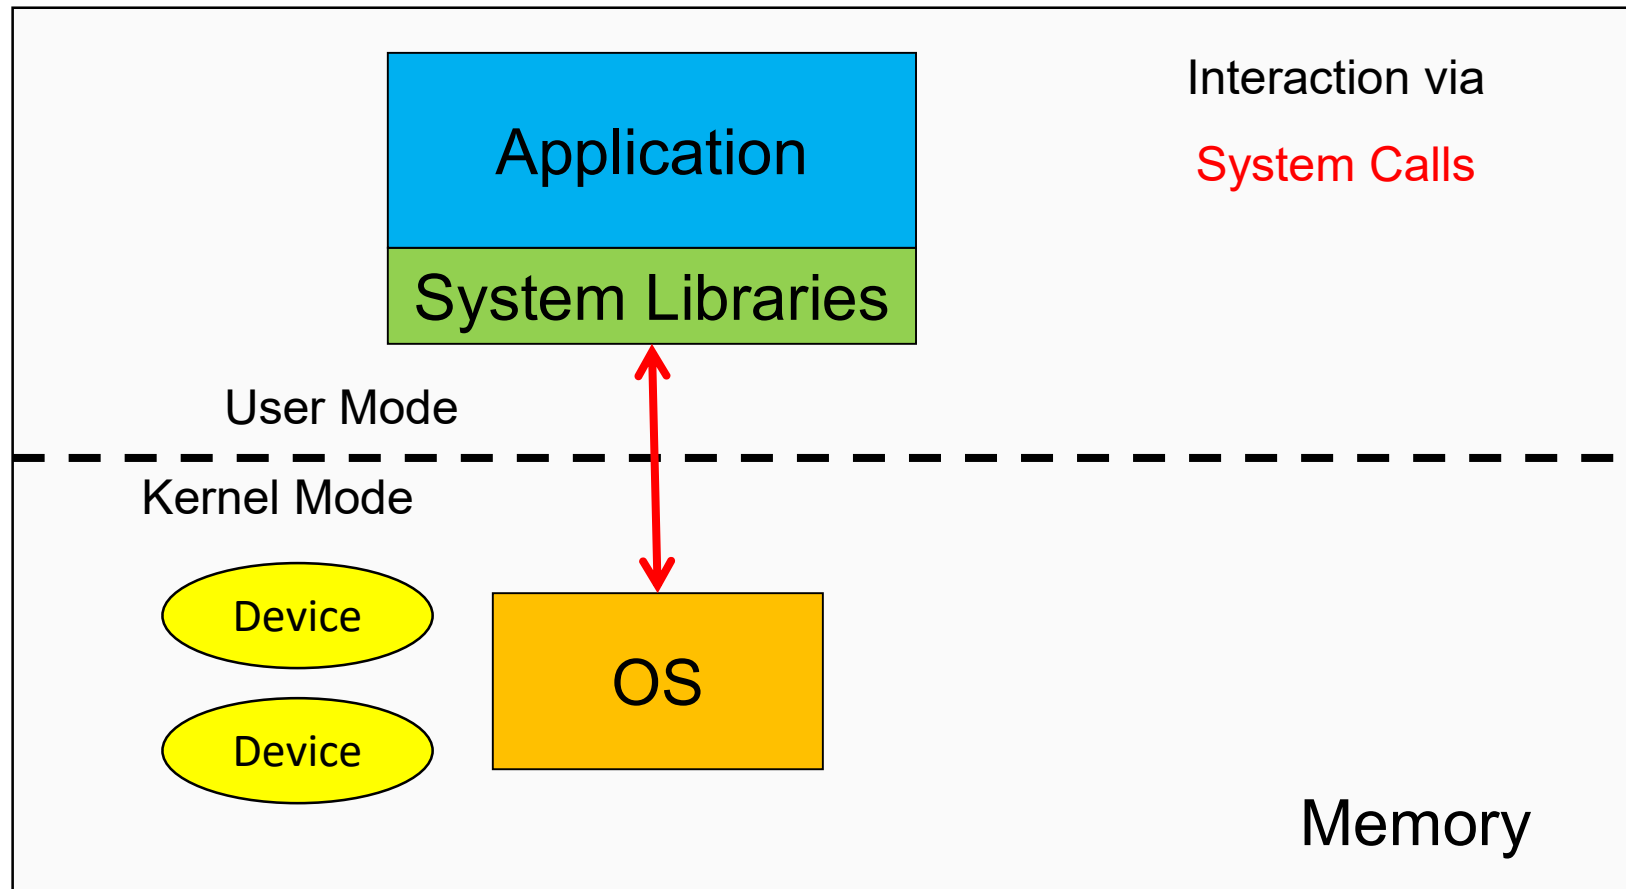 Application
System Libraries
Interaction via
System Calls
User Mode
Kernel Mode
Device
Device
OS
Memory